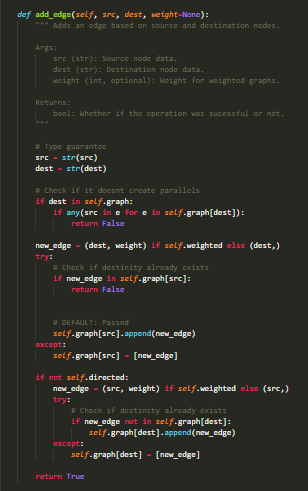 def add_edge(self, src, dest, weight=None):
""" Adds an edge based on source and destination nodes.
Args:
src (str): Source node data.
dest (str): Destination node data.
weight (int, optional): Weight for weighted graphs.
Returns:
bool: Whether the operation was sucessful or not.
"""
# Type guarantee
src = str(src)
dest = str(dest)
# Check if it doesnt create parallels
if dest in self.graph:
if any(src in e for e in self.graph[dest]):
return False
new_edge = (dest, weight) if self.weighted else (dest,)
try:
# Check if destinity already exists
if new_edge in self.graph[src]:
return False
# DEFAULT: Passed
self.graph[src].append(new_edge)
except:
self.graph[src] = [new_edge]
if not self.directed:
new_edge = (src, weight) if self.weighted else (src,)
try:
# Check if destinity already exists
if new_edge not in self.graph[dest]:
self.graph[dest].append(new_edge)
except:
self.graph[dest] = [new_edge]
return True